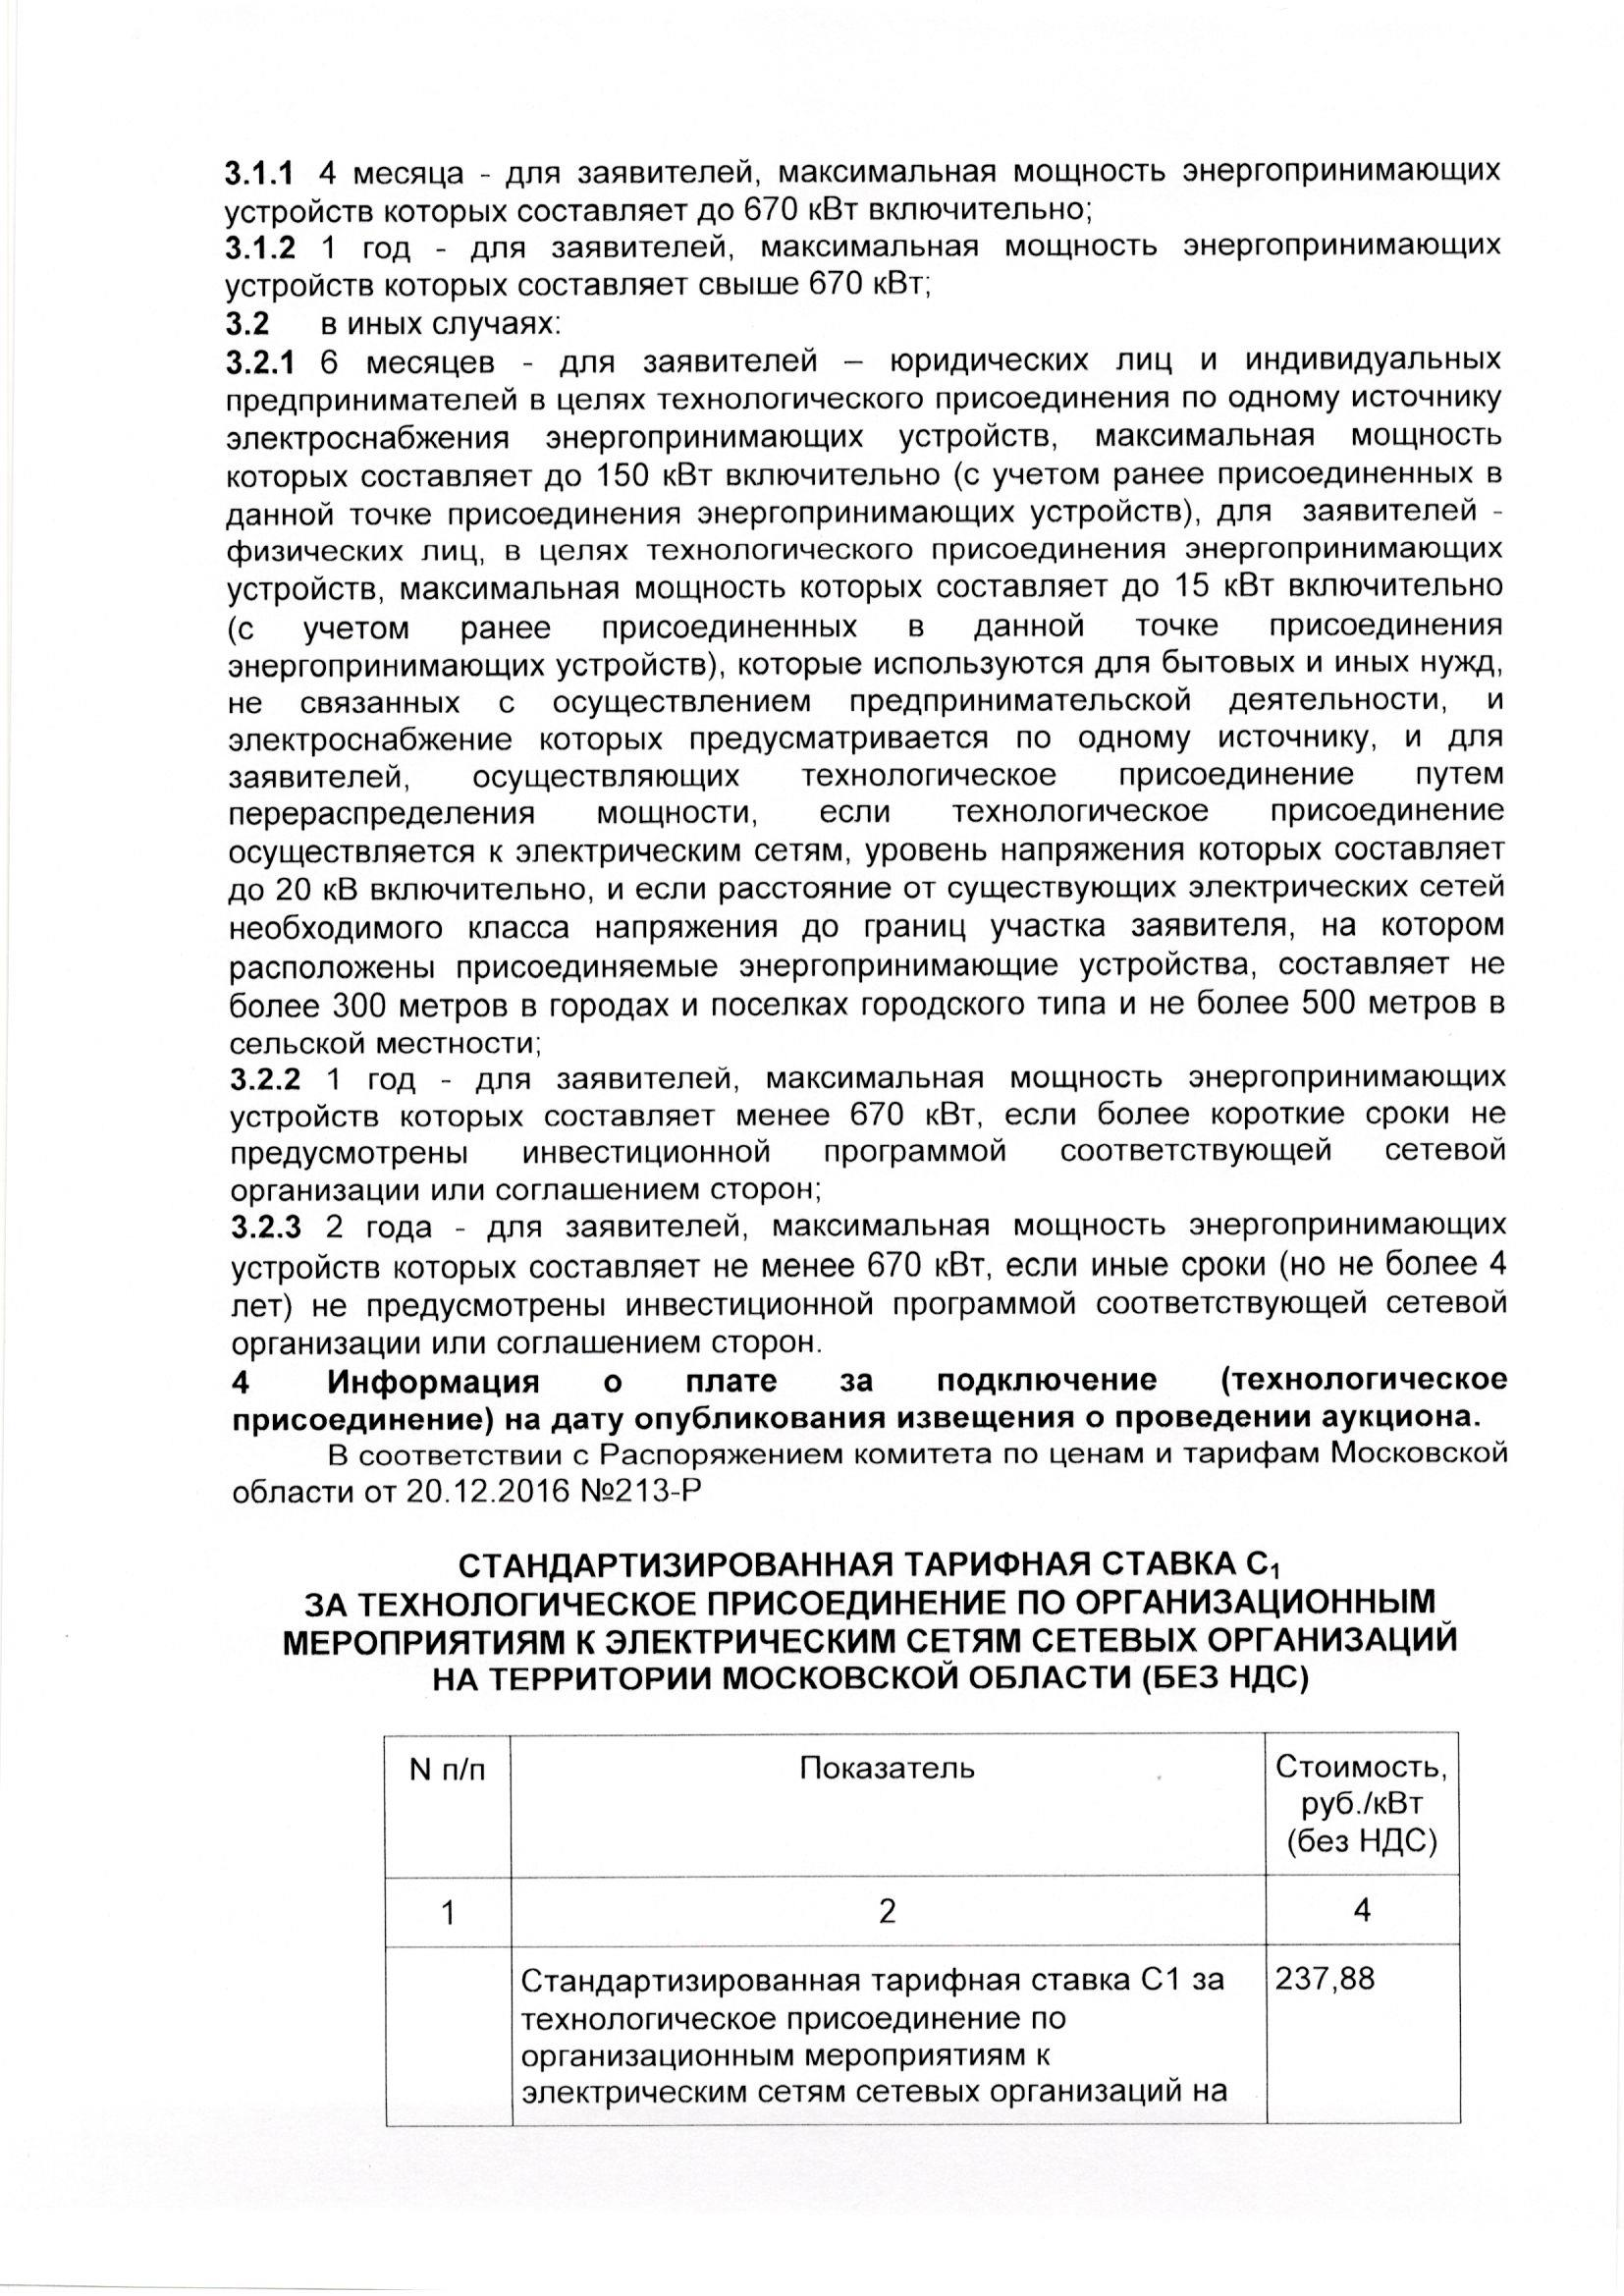 3.1.1 4 месяца - для заявителей, максимальная мощность энергопринимающих
устройств которых составляет до 670 кВт включительно;
3.1.2 1 год - для заявителей, максимальная мощность энергопринимающих
устройств которых составляет свыше 670 кВт;
3.2 в иных случаях:
3.2.1 6 месяцев - для заявителей – юридических лиц и индивидуальных
предпринимателей в целях технологического присоединения по одному источнику
электроснабжения энергопринимающих устройств, максимальная мощность
которых составляет до 150 кВт включительно (с учетом ранее присоединенных в
данной точке присоединения энергопринимающих устройств), для заявителей -
физических лиц, в целях технологического присоединения энергопринимающих
устройств, максимальная мощность которых составляет до 15 кВт включительно
(с учетом ранее присоединенных в данной точке присоединения
энергопринимающих устройств), которые используются для бытовых и иных нужд,
не связанных с осуществлением предпринимательской деятельности, и
электроснабжение которых предусматривается по одному источнику, и для
заявителей, осуществляющих технологическое присоединение путем
перераспределения мощности, если технологическое присоединение
осуществляется к электрическим сетям, уровень напряжения которых составляет
до 20 кВ включительно, и если расстояние от существующих электрических сетей
необходимого класса напряжения до границ участка заявителя, на котором
расположены присоединяемые энергопринимающие устройства, составляет не
более 300 метров в городах и поселках городского типа и не более 500 метров в
сельской местности;
3.2.2 1 год - для заявителей, максимальная мощность энергопринимающих
устройств которых составляет менее 670 кВт, если более короткие сроки не
предусмотрены инвестиционной программой соответствующей сетевой
организации или соглашением сторон;
3.2.3 2 года - для заявителей, максимальная мощность энергопринимающих
устройств которых составляет не менее 670 кВт, если иные сроки (но не более 4
лет) не предусмотрены инвестиционной программой соответствующей сетевой
организации или соглашением сторон.
4 Информация о плате за подключение (технологическое
присоединение) на дату опубликования извещения о проведении аукциона.
В соответствии с Распоряжением комитета по ценам и тарифам Московской
области от 20.12.2016 №213-Р
СТАНДАРТИЗИРОВАННАЯ ТАРИФНАЯ СТАВКА С₁
ЗА ТЕХНОЛОГИЧЕСКОЕ ПРИСОЕДИНЕНИЕ ПО ОРГАНИЗАЦИОННЫМ
МЕРОПРИЯТИЯМ К ЭЛЕКТРИЧЕСКИМ СЕТЯМ СЕТЕВЫХ ОРГАНИЗАЦИЙ
НА ТЕРРИТОРИИ МОСКОВСКОЙ ОБЛАСТИ (БЕЗ НДС)
N п/п Показатель Стоимость,
руб./кВт
(без НДС)
1 2 4
Стандартизированная тарифная ставка С1 за 237,88
технологическое присоединение по
организационным мероприятиям к
электрическим сетям сетевых организаций на